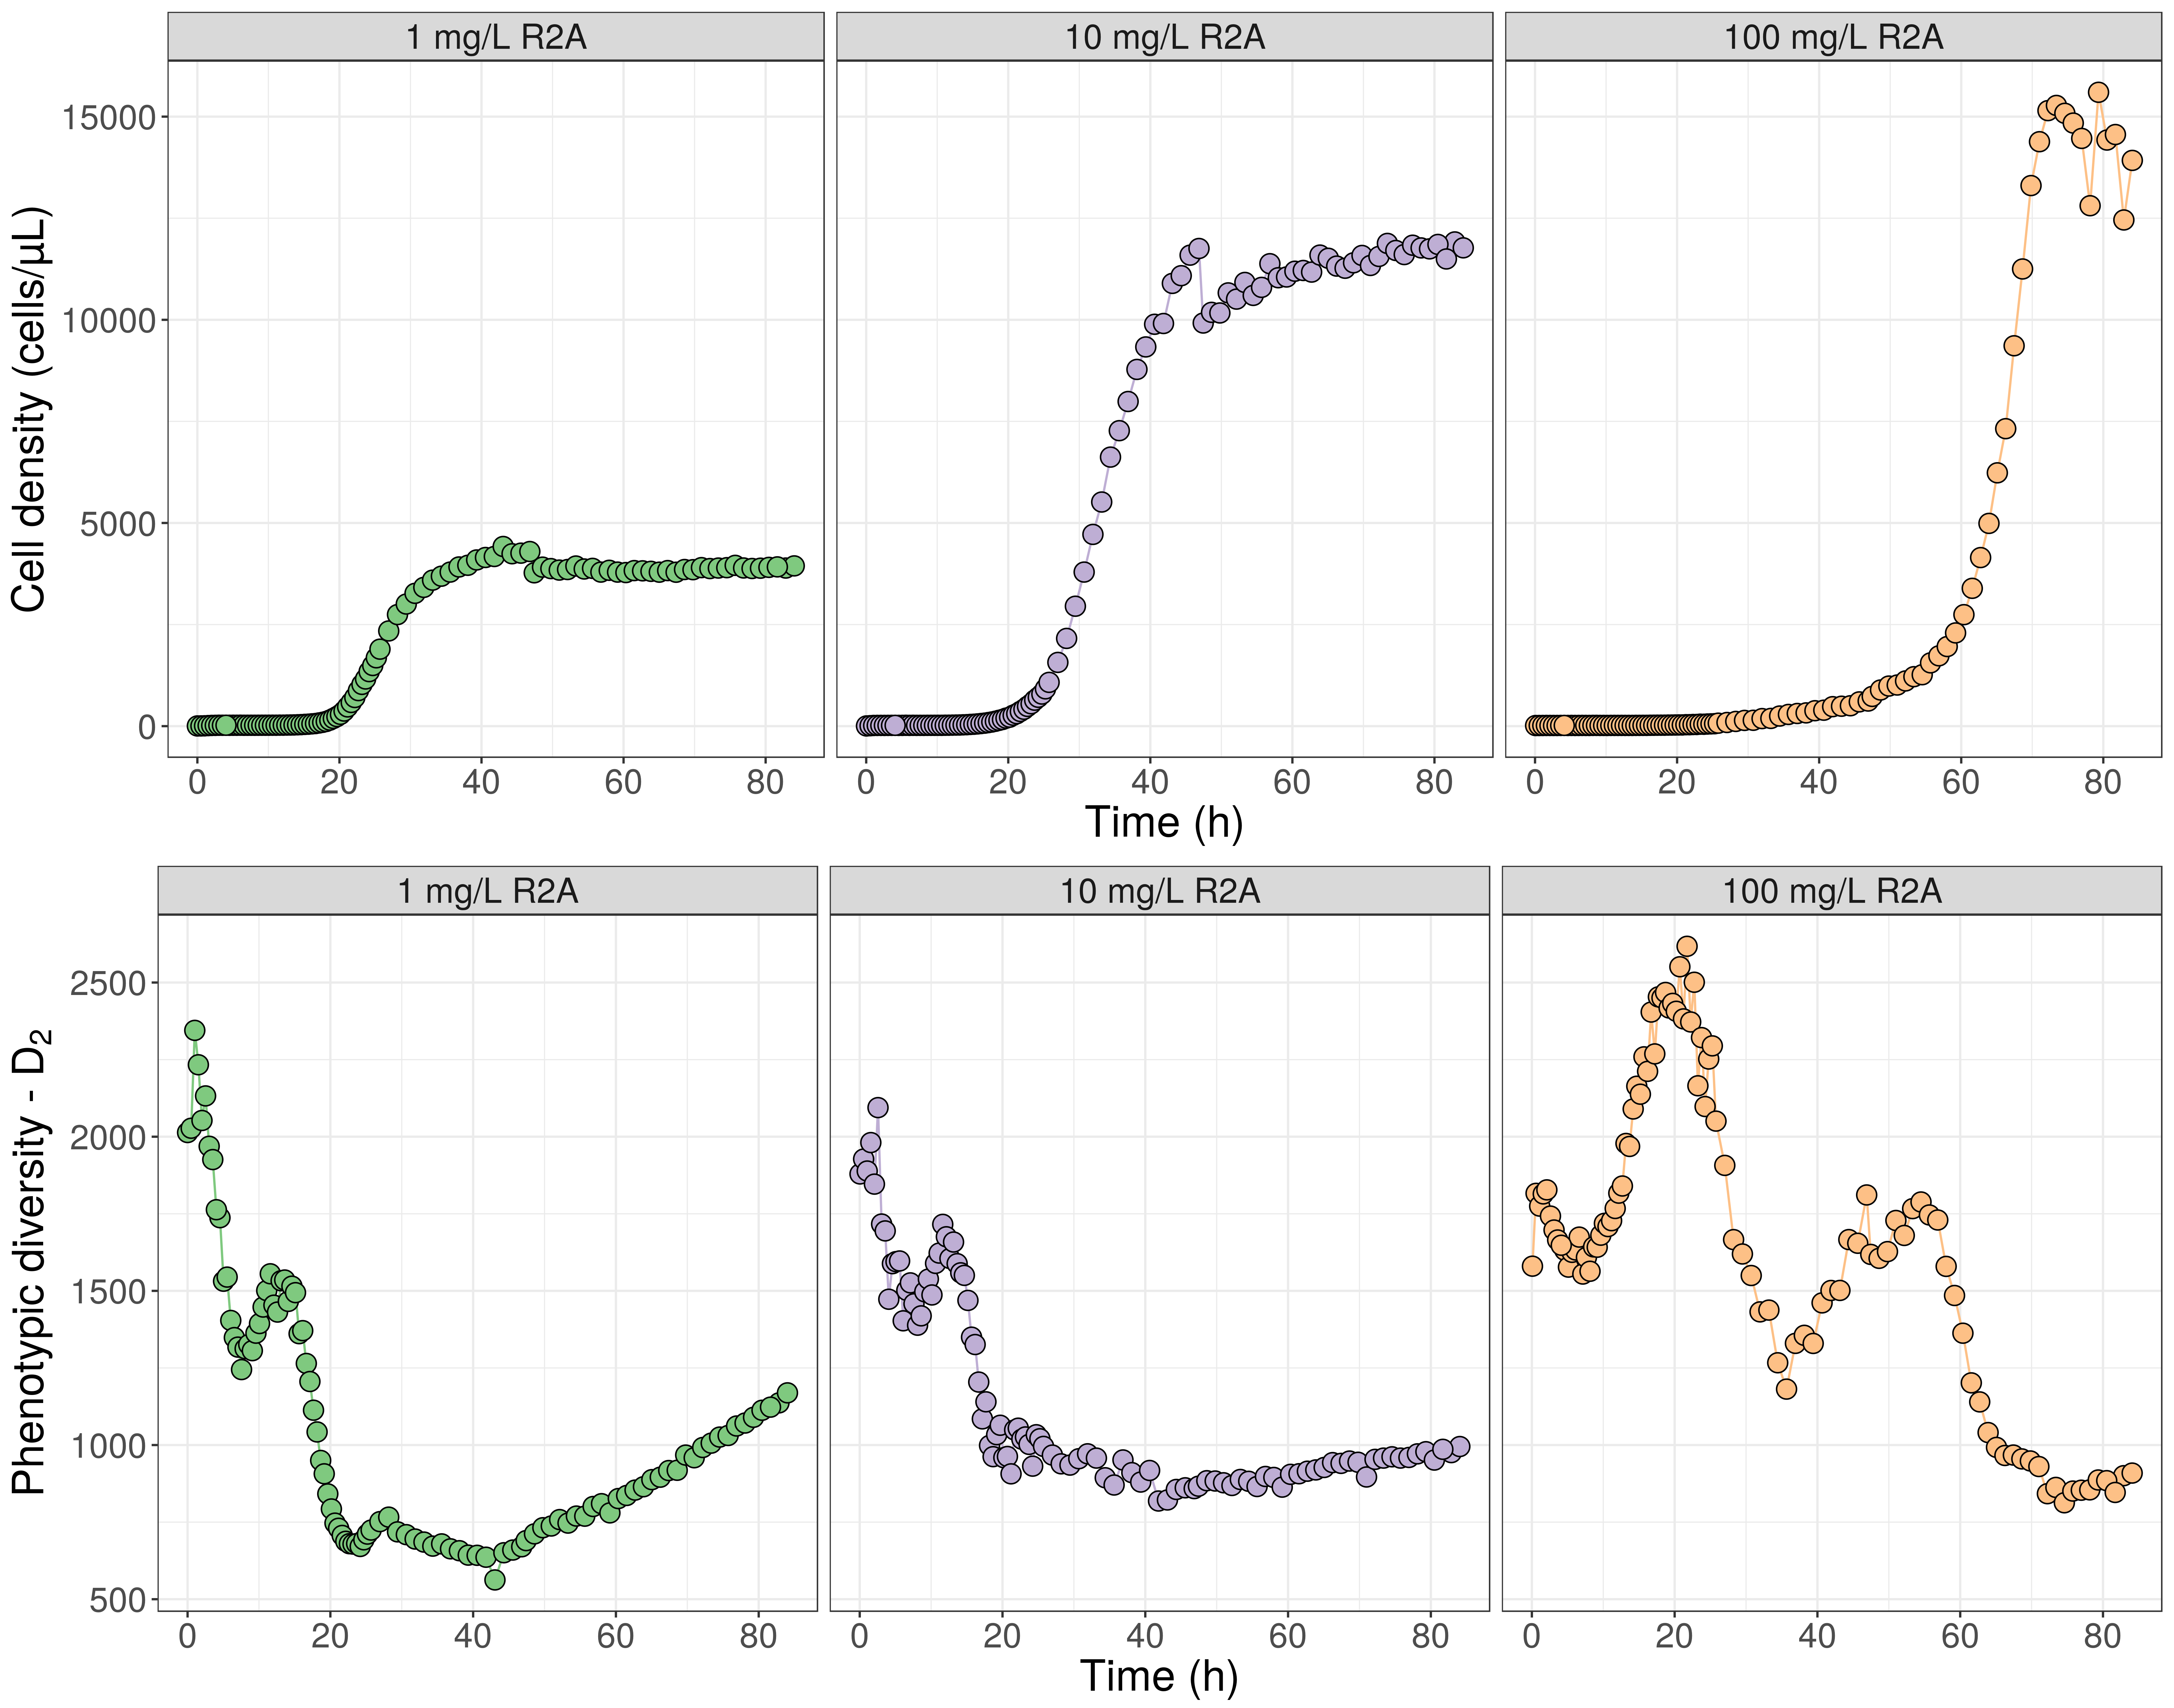 1 mg/L R2A 10 mg/L R2A 100 mg/L R2A
Cell density (cells/µL)
15000
10000
5000
0
0 20 40 60 80 0 20 40 60 80 0 20 40 60 80
Time (h)
1 mg/L R2A 10 mg/L R2A 100 mg/L R2A
Phenotypic diversity - D₂
2500
2000
1500
1000
500
0 20 40 60 80 0 20 40 60 80 0 20 40 60 80
Time (h)